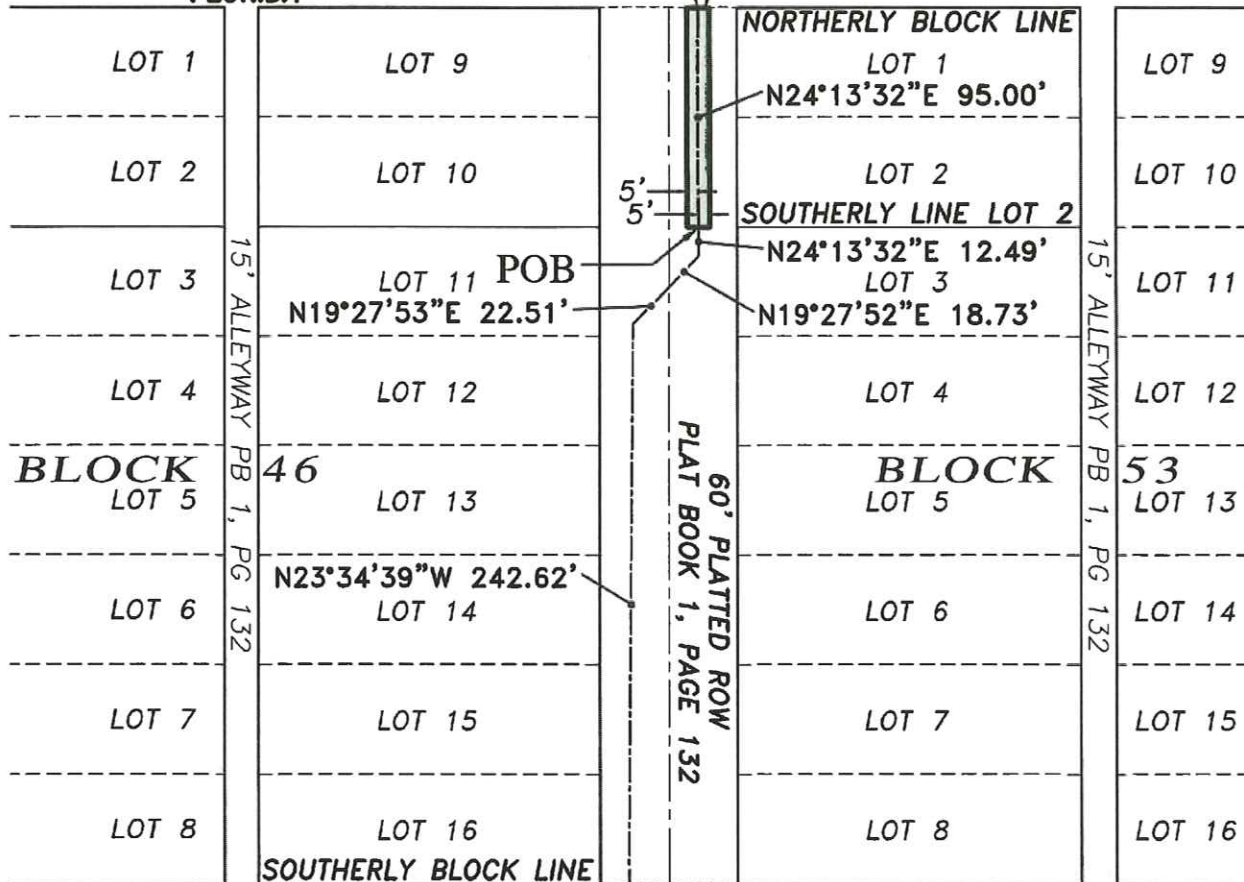 NORTHERLY BLOCK LINE
LOT 1
LOT 9
LOT 1
LOT 9
N24°13'32"E 95.00'
LOT 2
LOT 10
LOT 2
LOT 10
5'
5'
SOUTHERLY LINE LOT 2
N24°13'32"E 12.49'
POB
LOT 3
LOT 11
LOT 3
LOT 11
N19°27'53"E 22.51'
N19°27'52"E 18.73'
15' ALLEYWAY PB 1, PG 132
15' ALLEYWAY PB 1, PG 132
LOT 4
LOT 12
LOT 4
LOT 12
60' PLATTED ROW
PLAT BOOK 1, PAGE 132
BLOCK 46
BLOCK 53
LOT 5
LOT 13
LOT 5
LOT 13
N23°34'39"W 242.62'
LOT 6
LOT 14
LOT 6
LOT 14
LOT 7
LOT 15
LOT 7
LOT 15
LOT 8
LOT 16
LOT 8
LOT 16
SOUTHERLY BLOCK LINE